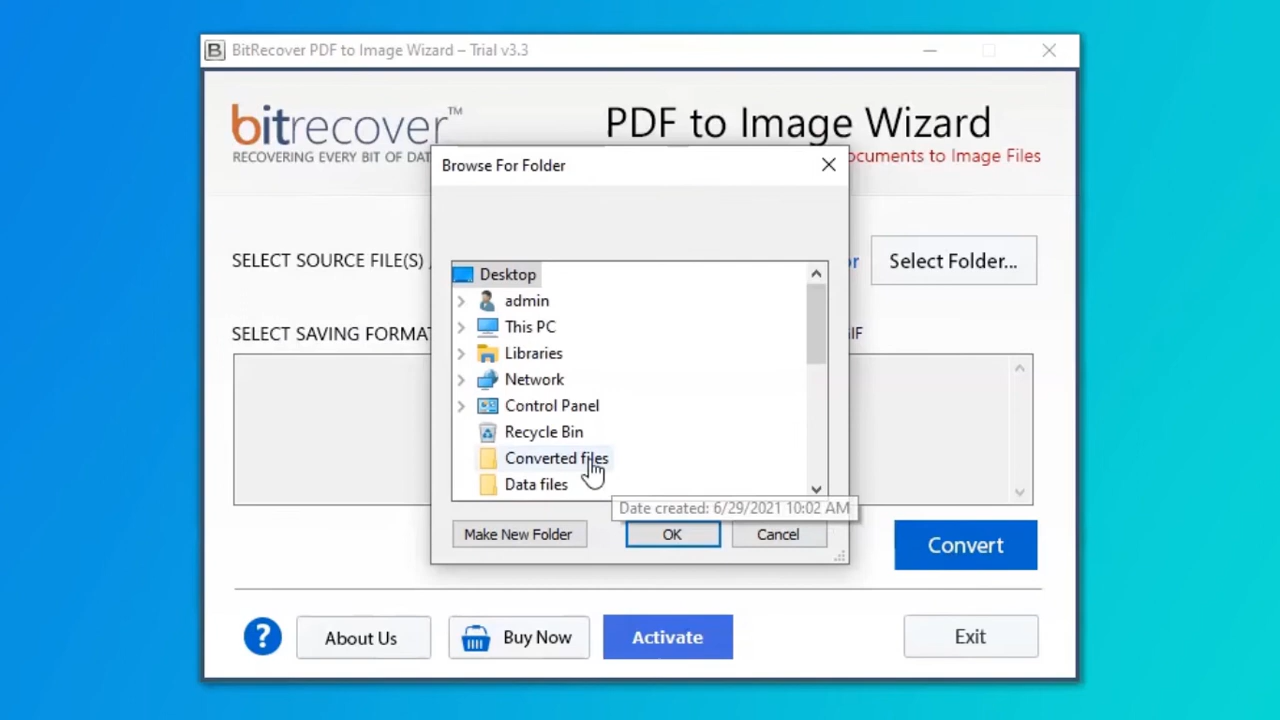 B BitRecover PDF to Image Wizard – Trial v3.3
bitrecover™
RECOVERING EVERY BIT OF DAT
PDF to Image Wizard
ocuments to Image Files
Browse For Folder
SELECT SOURCE FILE(S)
or
Select Folder...
Desktop
admin
This PC
Libraries
Network
Control Panel
Recycle Bin
Converted files
Data files
SELECT SAVING FORMAT
IF
Date created: 6/29/2021 10:02 AM
Make New Folder
OK
Cancel
Convert
?
About Us
Buy Now
Activate
Exit